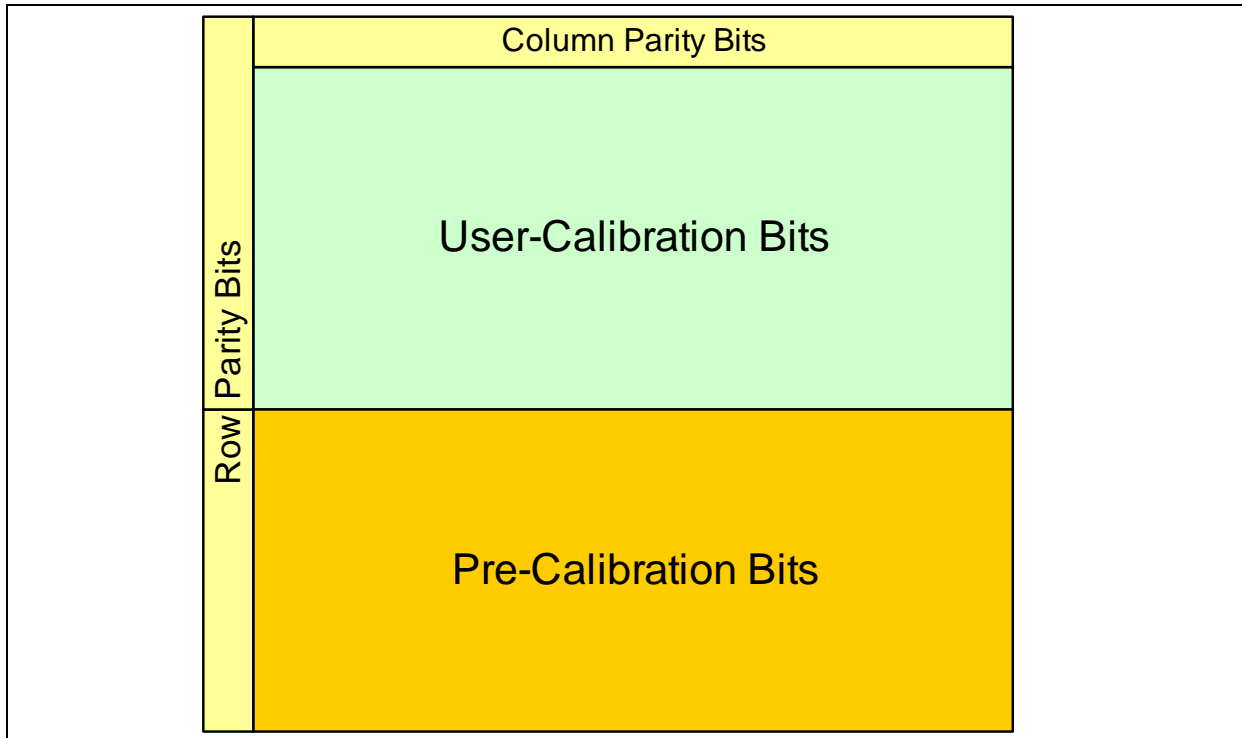 Column Parity Bits
User-Calibration Bits
Row Parity Bits
Pre-Calibration Bits